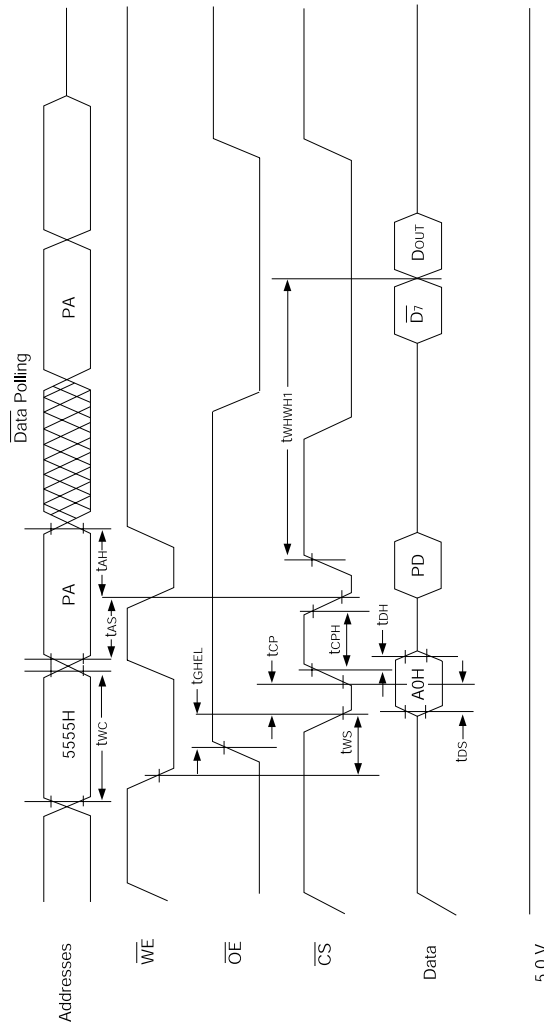 Data Polling
Addresses
5555H
PA
PA
tWC
tAS
tAH
WE
OE
tGHEL
CS
tWS
tCP
tCPH
tWHWH1
tDH
Data
A0H
PD
D7
DOUT
tDS
5.0 V